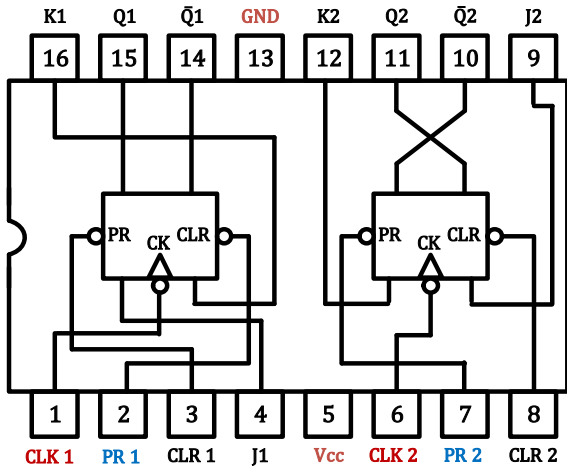 K1 Q1 Q̄1 GND K2 Q2 Q̄2 J2
16 15 14 13 12 11 10 9
PR CLR PR CLR
CK CK
1 2 3 4 5 6 7 8
CLK 1 PR 1 CLR 1 J1 Vcc CLK 2 PR 2 CLR 2